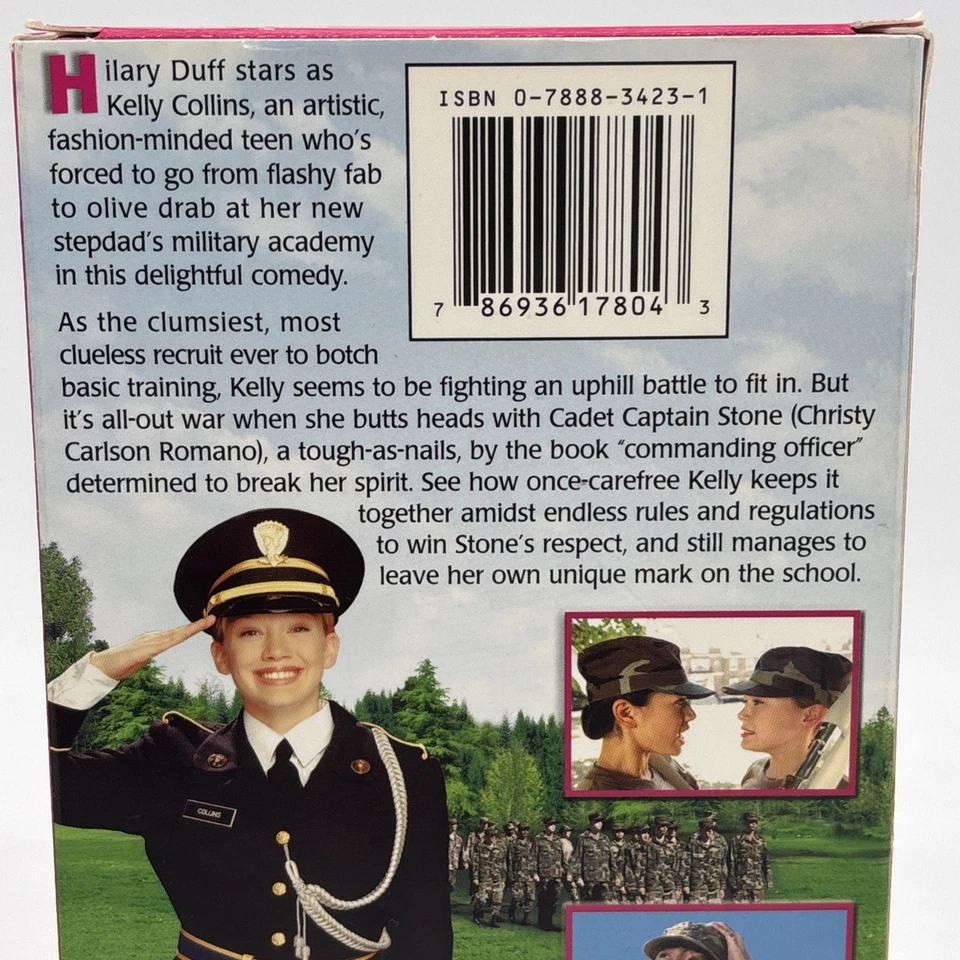 Hilary Duff stars as
Kelly Collins, an artistic,
fashion-minded teen who's
forced to go from flashy fab
to olive drab at her new
stepdad's military academy
in this delightful comedy.
ISBN 0-7888-3423-1
7 86936 17804 3
As the clumsiest, most
clueless recruit ever to botch
basic training, Kelly seems to be fighting an uphill battle to fit in. But
it's all-out war when she butts heads with Cadet Captain Stone (Christy
Carlson Romano), a tough-as-nails, by the book “commanding officer”
determined to break her spirit. See how once-carefree Kelly keeps it
together amidst endless rules and regulations
to win Stone's respect, and still manages to
leave her own unique mark on the school.
COLLINS